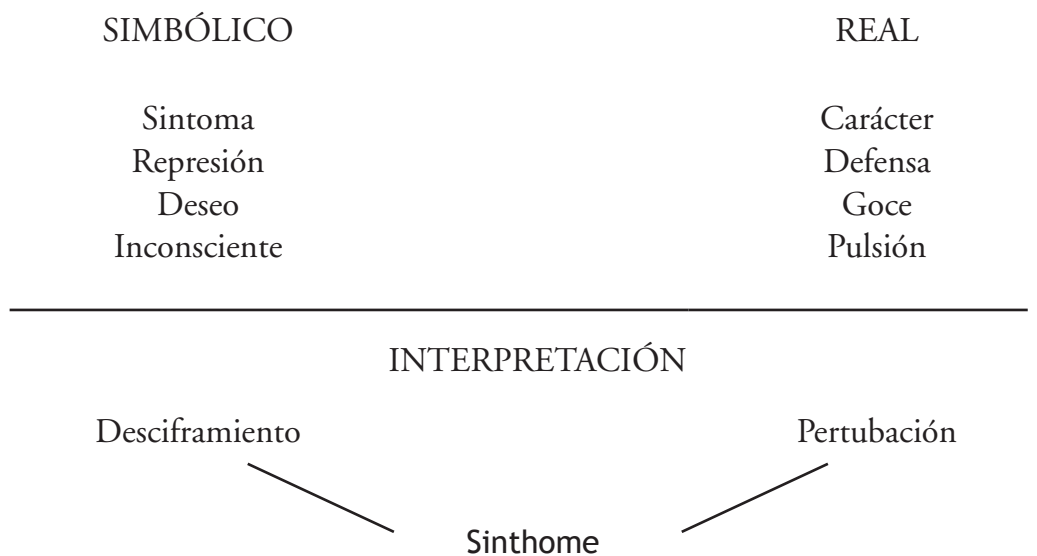 SIMBÓLICO REAL
Sintoma Carácter
Represión Defensa
Deseo Goce
Inconsciente Pulsión
INTERPRETACIÓN
Desciframiento Pertubación
Sinthome